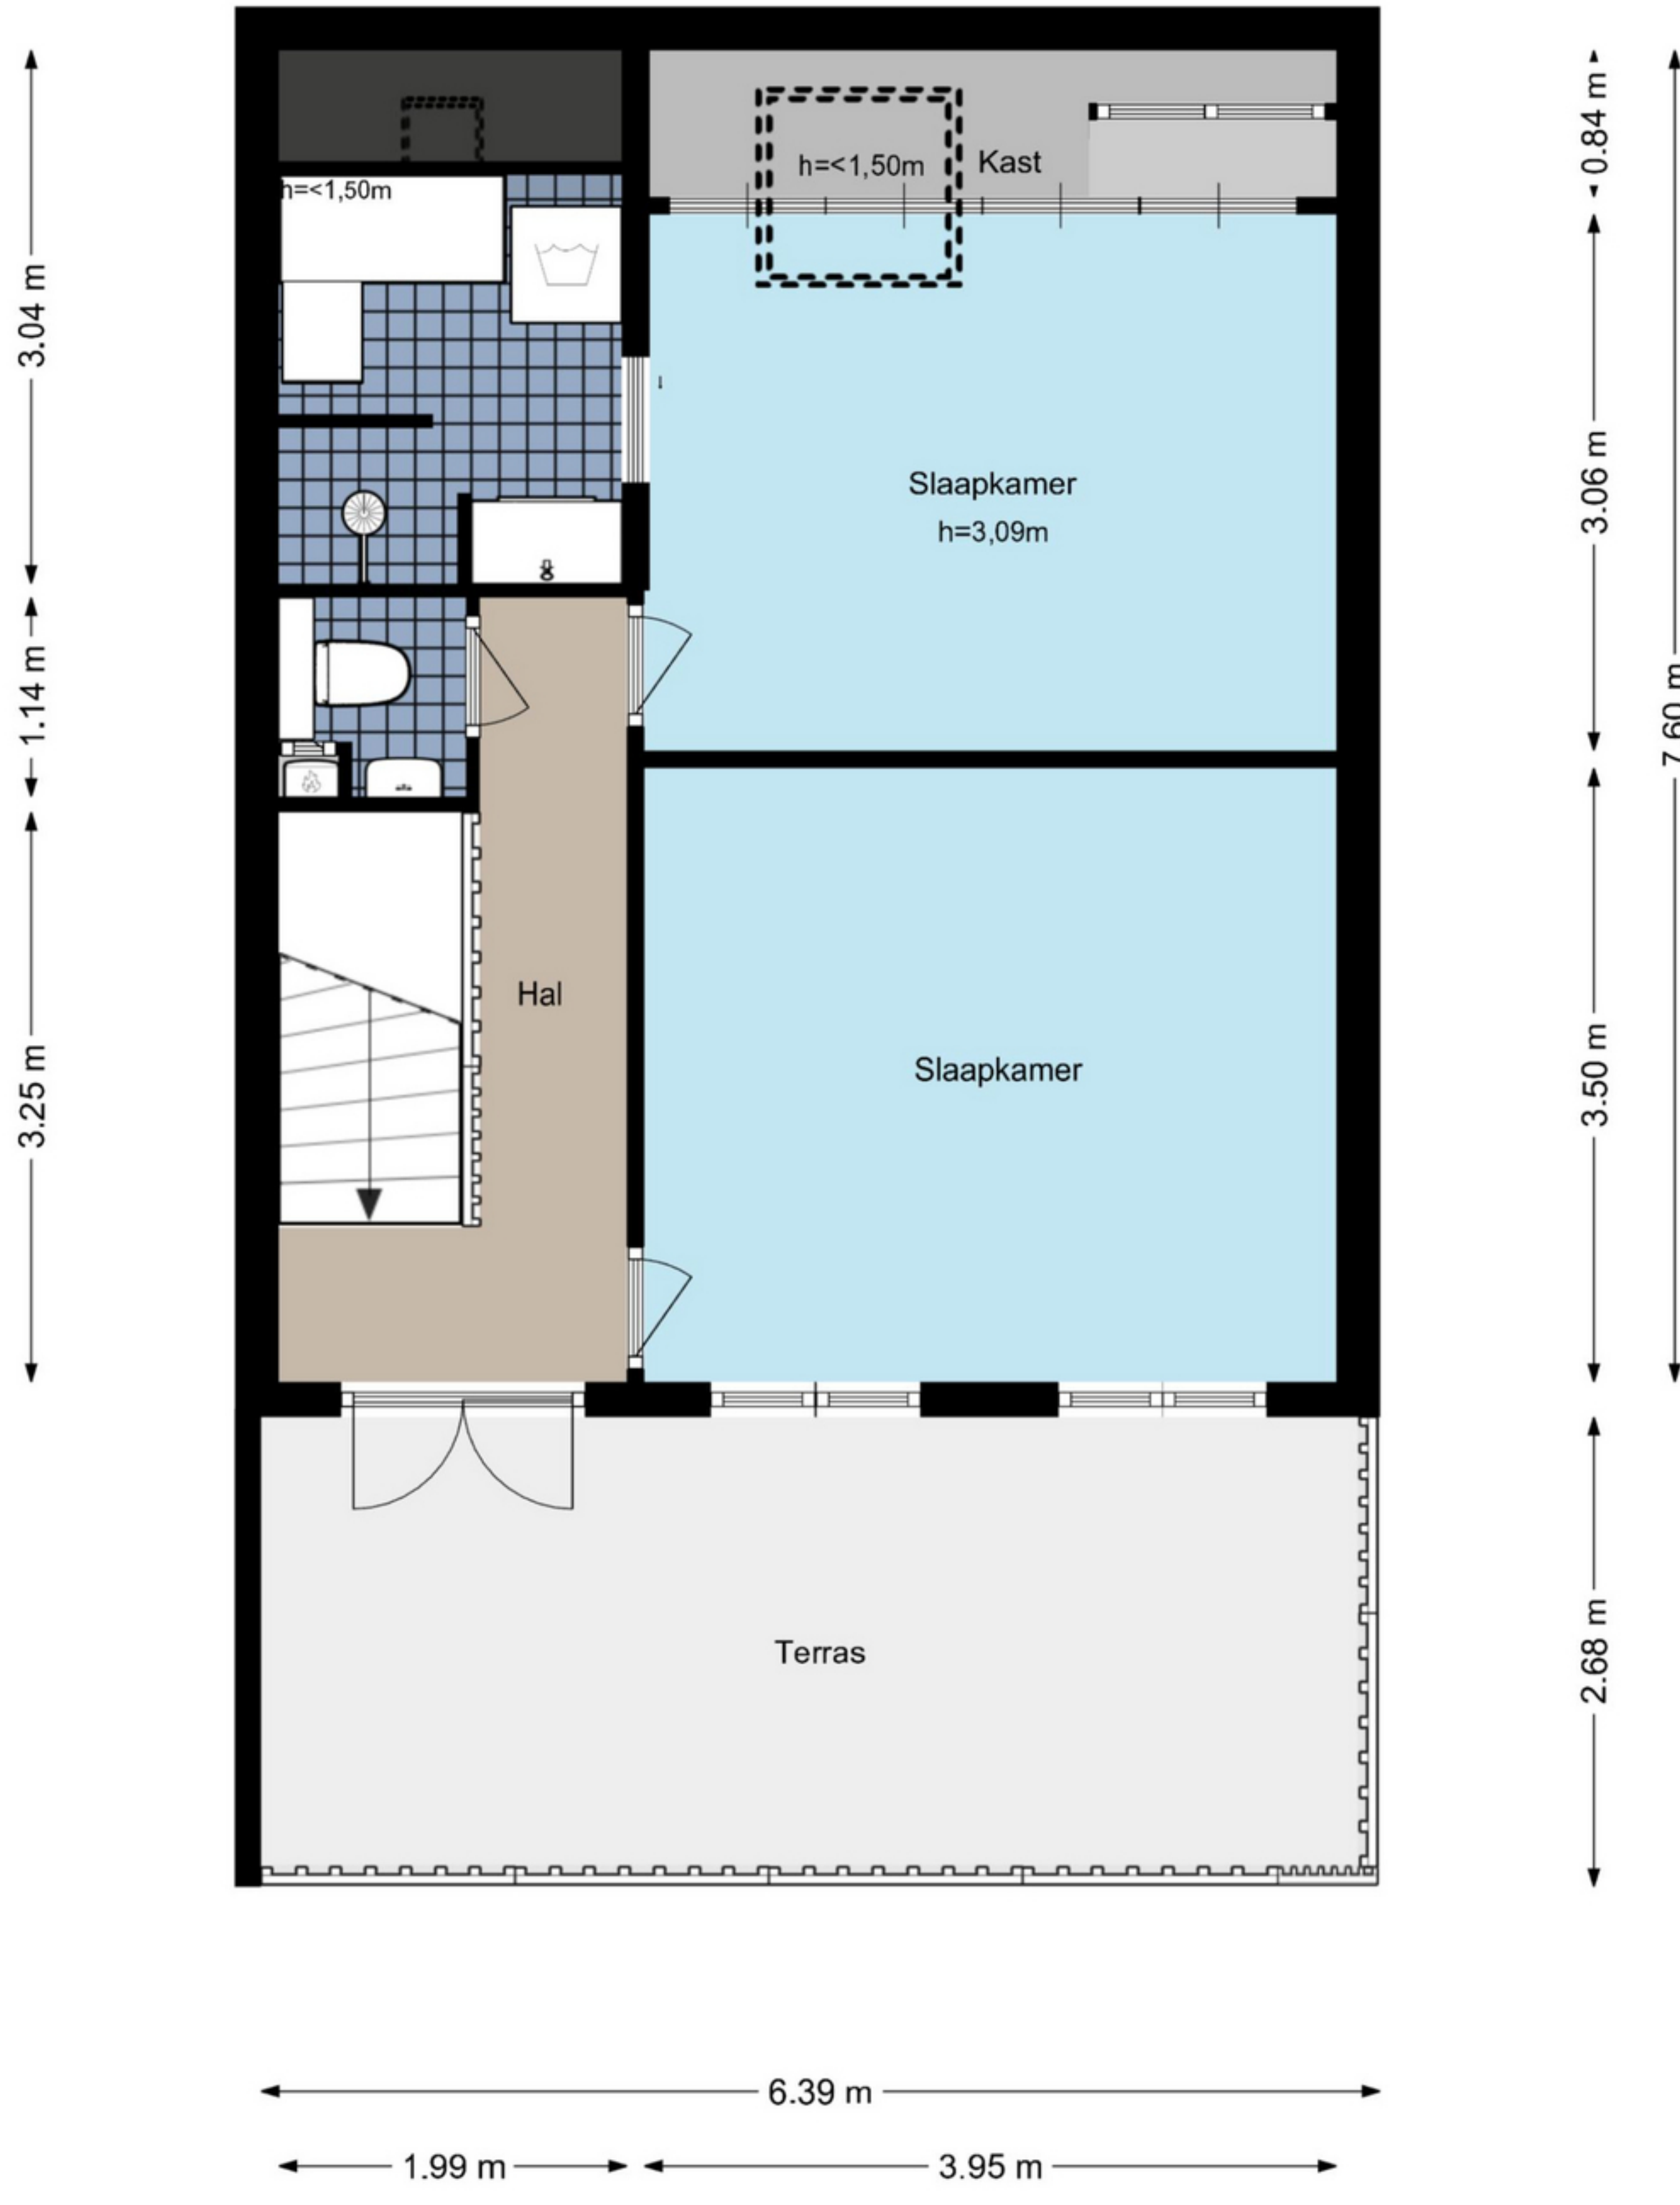 0.84 m
h=<1,50m
Kast
h=<1,50m
3.04 m
3.06 m
Slaapkamer
h=3,09m
1.14 m
7.60 m
Hal
3.25 m
Slaapkamer
3.50 m
Terras
2.68 m
6.39 m
1.99 m
3.95 m